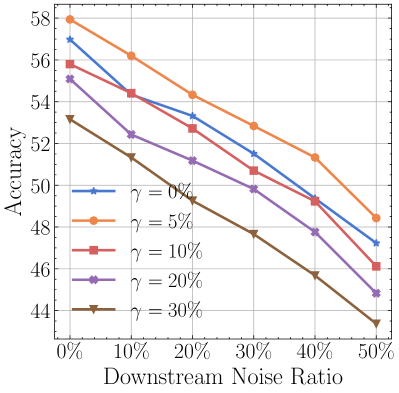 58
56
54
52
50
48
46
44
Accuracy
γ = 0%
γ = 5%
γ = 10%
γ = 20%
γ = 30%
0% 10% 20% 30% 40% 50%
Downstream Noise Ratio